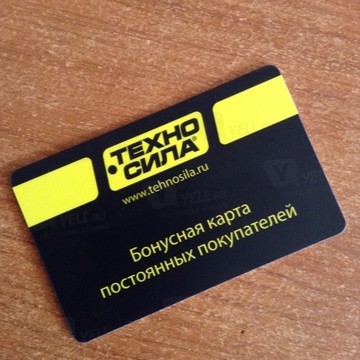 ТЕХНО
СИЛА
www.tehnosila.ru
Бонусная карта
постоянных покупателей